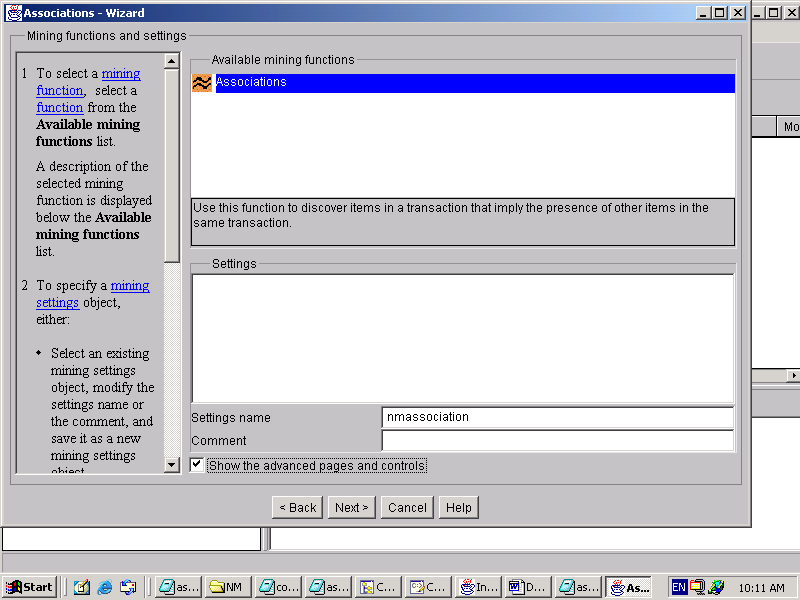 Associations - Wizard
Mining functions and settings
1 To select a mining
function, select a
function from the
Available mining
functions list.
A description of the
selected mining
function is displayed
below the Available
mining functions
list.
2 To specify a mining
settings object,
either:
• Select an existing
mining settings
object, modify the
settings name or
the comment, and
save it as a new
mining settings
object
Available mining functions
Associations
Use this function to discover items in a transaction that imply the presence of other items in the
same transaction.
Settings
Settings name
nmassociation
Comment
Show the advanced pages and controls
< Back
Next >
Cancel
Help
Mo
Start
as...
NM
co...
as...
C...
C...
In...
D...
as...
As...
EN
10:11 AM